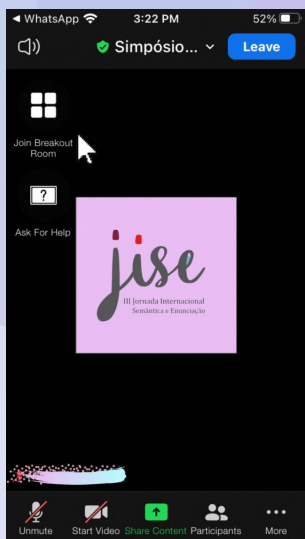 ◄ WhatsApp 3:22 PM 52%
Simpósio... Leave
Join Breakout
Room
?
Ask For Help
jise
III Jornada Internacional
Semântica e Enunciação
Unmute Start Video Share Content Participants More